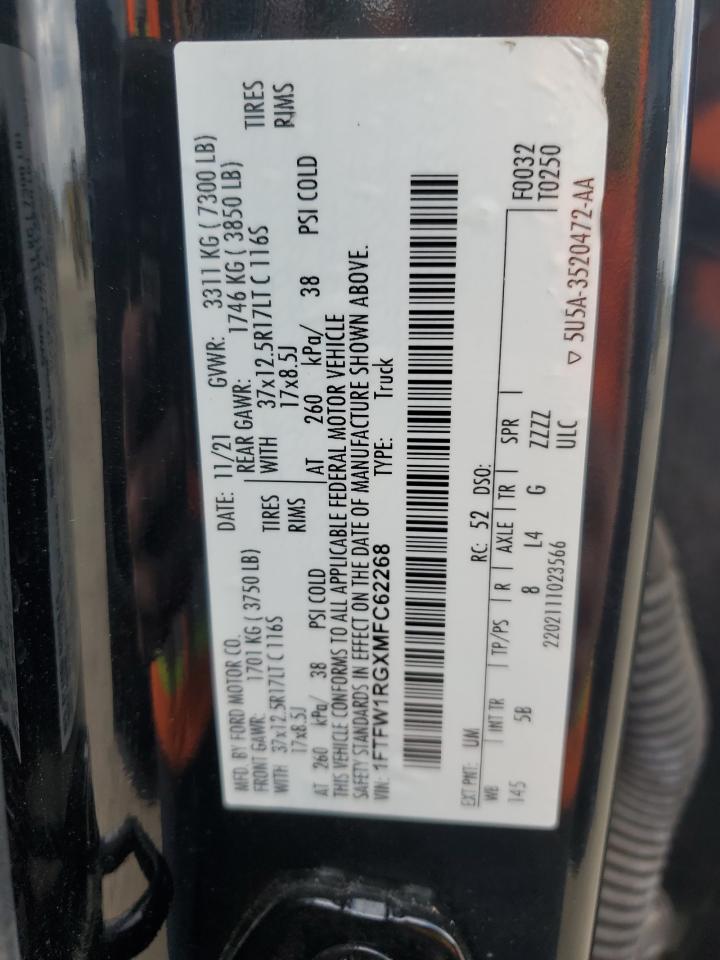 MFD. BY FORD MOTOR CO.
DATE: 11/21 GVWR: 3311 KG ( 7300 LB)
FRONT GAWR: 1701 KG ( 3750 LB) REAR GAWR: 1746 KG ( 3850 LB)
WITH 37x12.5R17LT C 116S TIRES WITH 37x12.5R17LT C 116S TIRES
17x8.5J RIMS 17x8.5J RIMS
AT 260 kPa/ 38 PSI COLD AT 260 kPa/ 38 PSI COLD
THIS VEHICLE CONFORMS TO ALL APPLICABLE FEDERAL MOTOR VEHICLE
SAFETY STANDARDS IN EFFECT ON THE DATE OF MANUFACTURE SHOWN ABOVE.
VIN: 1FTFW1RGXMFC62268 TYPE: Truck
EXT PNT: UM RC: 52 DSO:
WB INT TR TP/PS R AXLE TR SPR F0032
145 5B 8 L4 G ZZZZ T0250
2202111023566 ULC
▽ 5U5A-3520472-AA